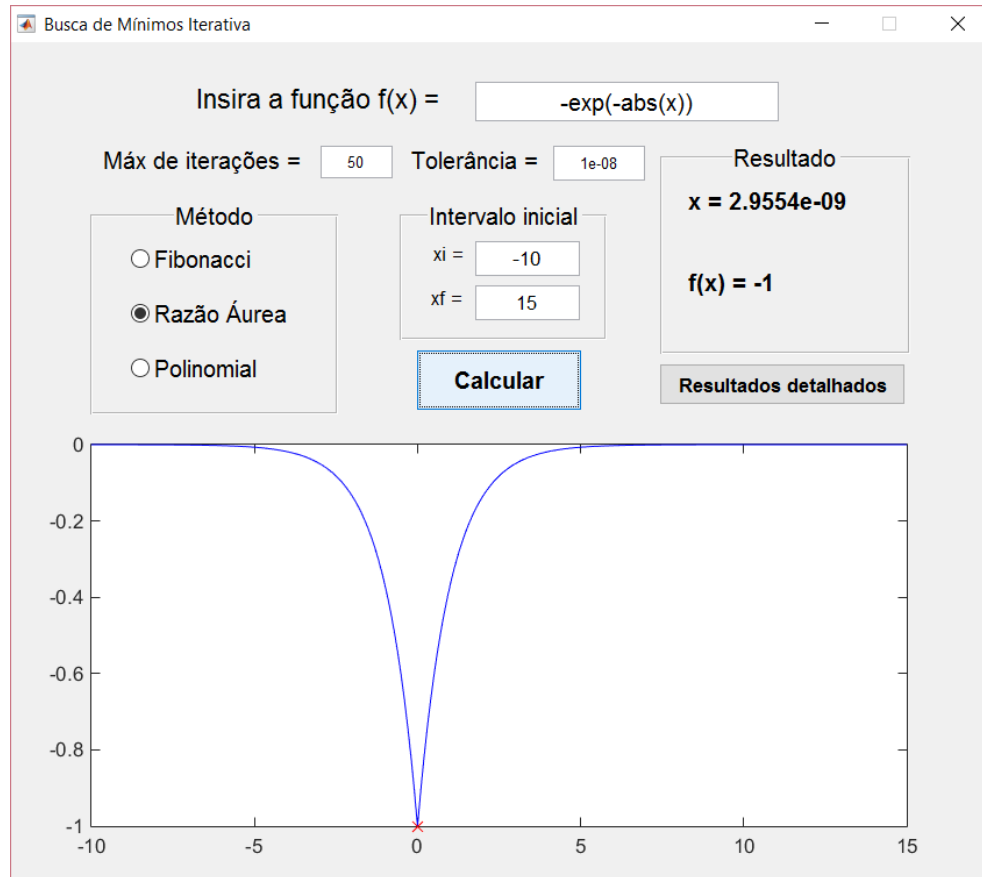 Busca de Mínimos Iterativa
Insira a função f(x) =
-exp(-abs(x))
Máx de iterações =
50
Tolerância =
1e-08
Método
Fibonacci
Razão Áurea
Polinomial
Intervalo inicial
xi =
-10
xf =
15
Calcular
Resultado
x = 2.9554e-09
f(x) = -1
Resultados detalhados
0
-0.2
-0.4
-0.6
-0.8
-1
-10
-5
0
5
10
15